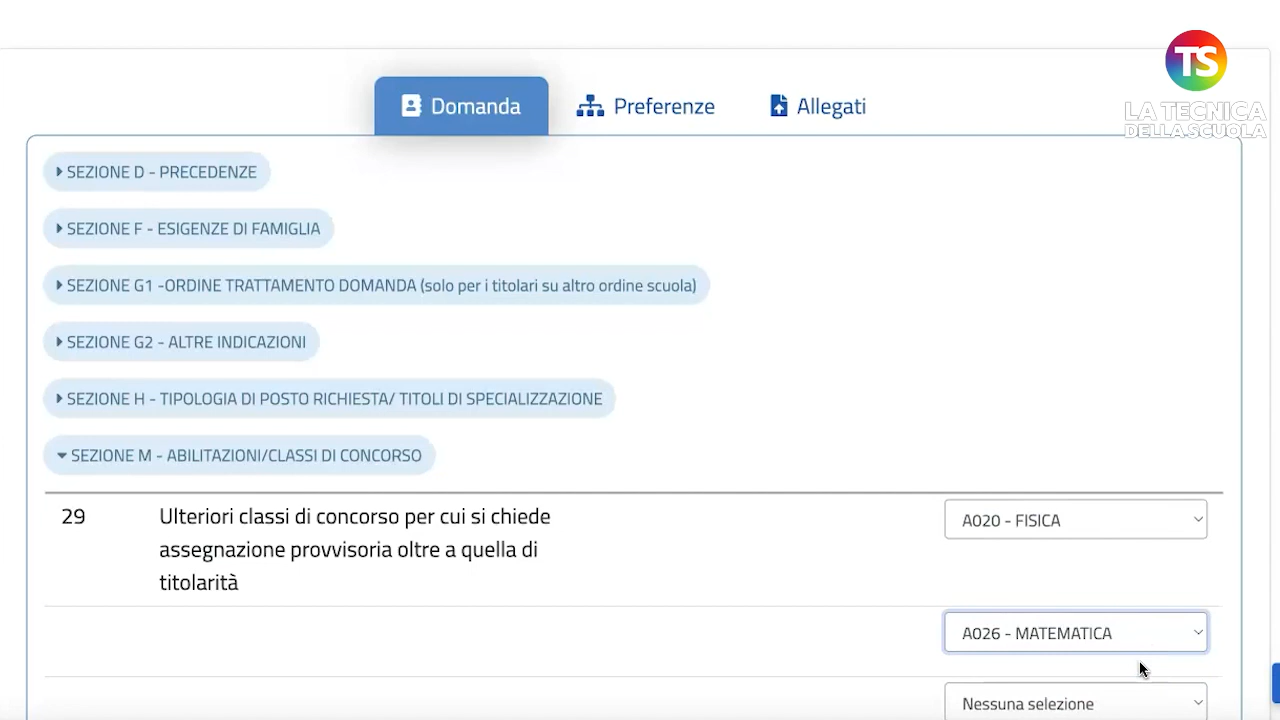 TS
LA TECNICA
DELLA SCUOLA
Domanda
Preferenze
Allegati
SEZIONE D - PRECEDENZE
SEZIONE F - ESIGENZE DI FAMIGLIA
SEZIONE G1 -ORDINE TRATTAMENTO DOMANDA (solo per i titolari su altro ordine scuola)
SEZIONE G2 - ALTRE INDICAZIONI
SEZIONE H - TIPOLOGIA DI POSTO RICHIESTA/ TITOLI DI SPECIALIZZAZIONE
SEZIONE M - ABILITAZIONI/CLASSI DI CONCORSO
29
Ulteriori classi di concorso per cui si chiede
assegnazione provvisoria oltre a quella di
titolarità
A020 - FISICA
A026 - MATEMATICA
Nessuna selezione